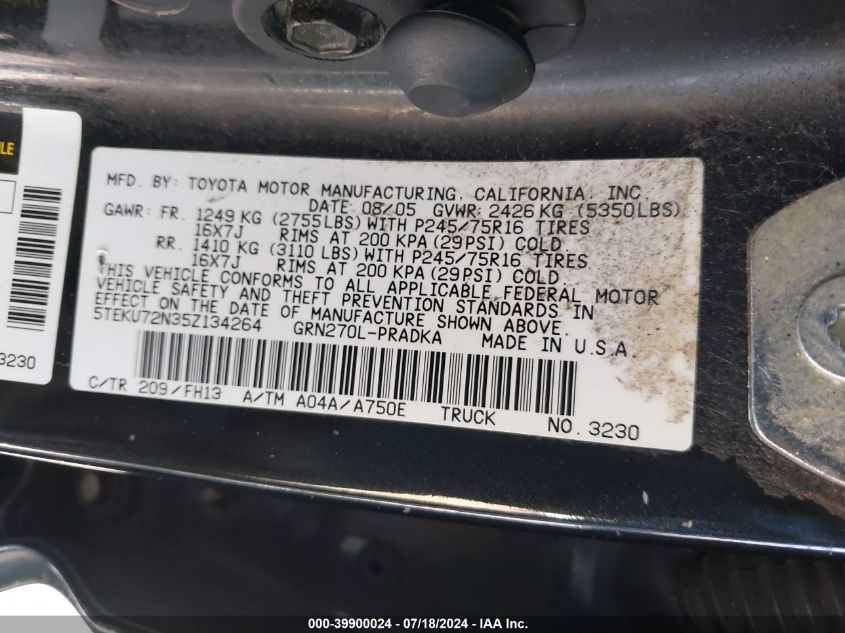 LE
MFD. BY: TOYOTA MOTOR MANUFACTURING, CALIFORNIA, INC
DATE 08/05 GVWR: 2426 KG (5350LBS)
GAWR: FR. 1249 KG (2755LBS) WITH P245/75R16 TIRES
16X7J RIMS AT 200 KPA (29PSI) COLD
RR. 1410 KG (3110 LBS) WITH P245/75R16 TIRES
16X7J RIMS AT 200 KPA (29PSI) COLD
THIS VEHICLE CONFORMS TO ALL APPLICABLE FEDERAL MOTOR
VEHICLE SAFETY AND THEFT PREVENTION STANDARDS IN
EFFECT ON THE DATE OF MANUFACTURE SHOWN ABOVE.
5TEKU72N35Z134264 GRN270L-PRADKA MADE IN U.S.A.
3230
C/TR 209/FH13 A/TM A04A/A750E TRUCK NO. 3230
000-39900024 - 07/18/2024 - IAA, Inc.